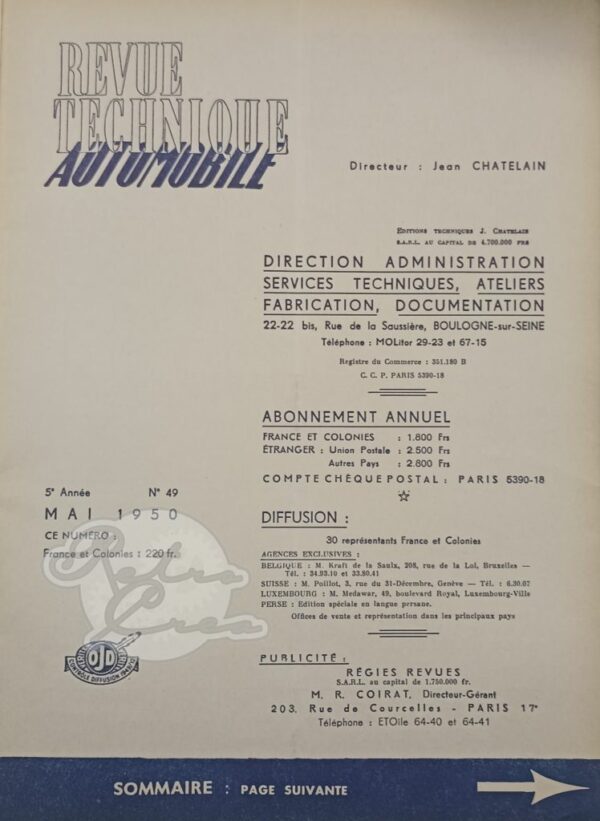 REVUE
TECHNIQUE
AUTOMOBILE
Directeur : Jean CHATELAIN
EDITIONS TECHNIQUES J. CHATELAIN
S.A.R.L. AU CAPITAL DE 4.700.000 FRS
DIRECTION ADMINISTRATION
SERVICES TECHNIQUES, ATELIERS
FABRICATION, DOCUMENTATION
22-22 bis, Rue de la Saussière, BOULOGNE-sur-SEINE
Téléphone : MOLitor 29-23 et 67-15
Registre du Commerce : 351.180 B
C. C. P. PARIS 5390-18
ABONNEMENT ANNUEL
FRANCE ET COLONIES : 1.800 Frs
ÉTRANGER : Union Postale : 2.500 Frs
Autres Pays : 2.800 Frs
COMPTE CHÈQUE POSTAL : PARIS 5390-18
5e Année N° 49
MAI 1950
CE NUMÉRO :
France et Colonies : 220 fr.
DIFFUSION :
30 représentants France et Colonies
AGENCES EXCLUSIVES :
BELGIQUE : M. Kraft de la Saulx, 208, rue de la Loi, Bruxelles —
Tél. : 34.93.10 et 33.80.41
SUISSE : M. Poillot, 3, rue du 31-Décembre, Genève — Tél. : 6.30.07
LUXEMBOURG : M. Medawar, 49, boulevard Royal, Luxembourg-Ville
PERSE : Edition spéciale en langue persane.
Offices de vente et représentation dans les principaux pays
Retro
Crea
OJD
CONTRÔLE DIFFUSION
PUBLICITÉ :
RÉGIES REVUES
S.A.R.L. au capital de 1.750.000 fr.
M. R. COIRAT, Directeur-Gérant
203, Rue de Courcelles - PARIS 17e
Téléphone : ETOile 64-40 et 64-41
SOMMAIRE : PAGE SUIVANTE